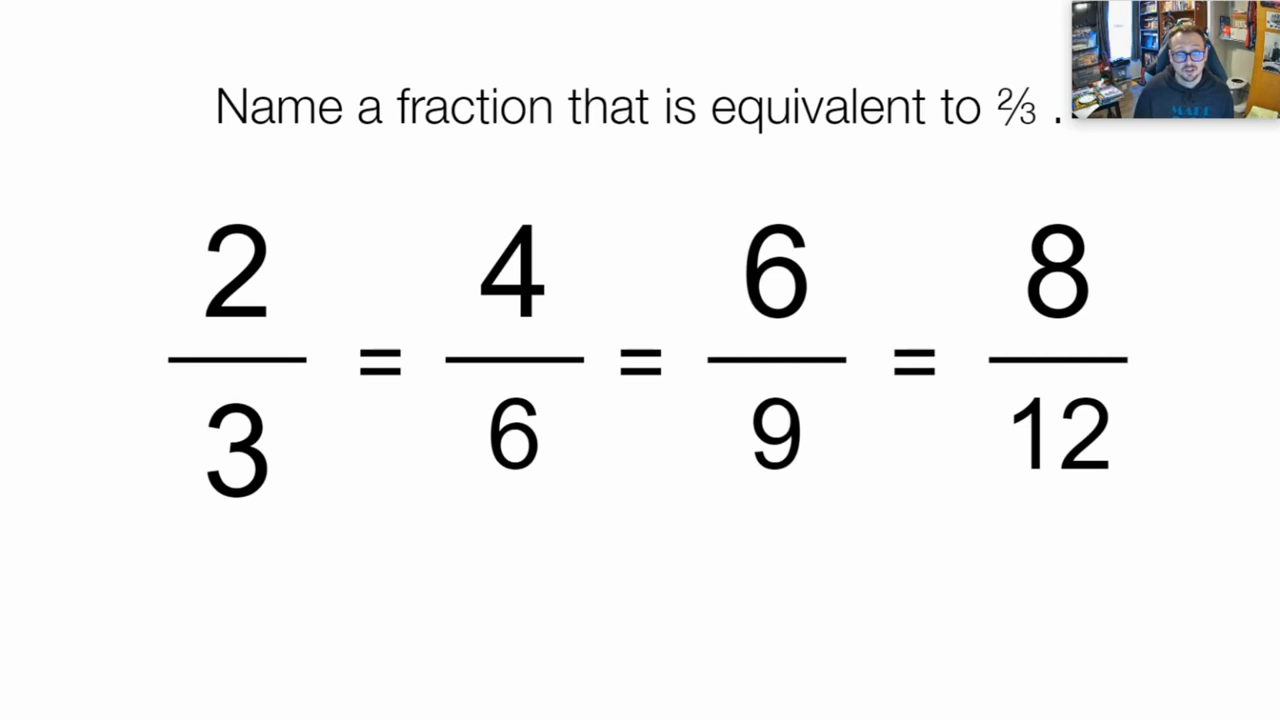 Name a fraction that is equivalent to ⅔ .
2 4 6 8
= = =
3 6 9 12